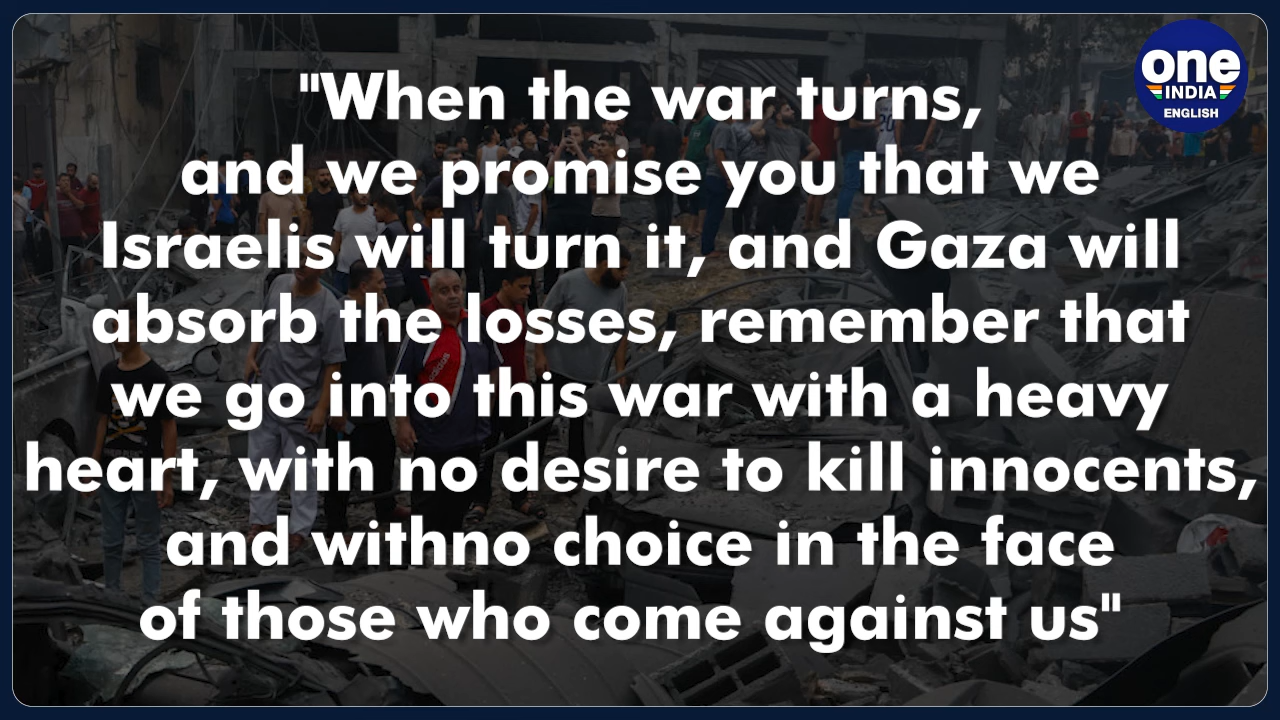 one
INDIA
ENGLISH
"When the war turns,
and we promise you that we
Israelis will turn it, and Gaza will
absorb the losses, remember that
we go into this war with a heavy
heart, with no desire to kill innocents,
and withno choice in the face
of those who come against us"
adidas
20